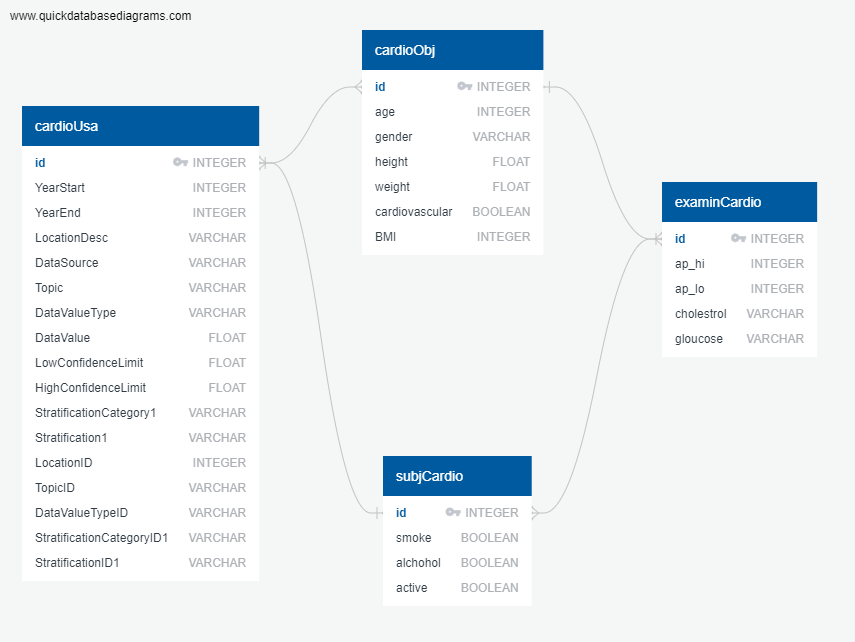 www.quickdatabasediagrams.com
cardioObj
id INTEGER
age INTEGER
gender VARCHAR
height FLOAT
weight FLOAT
cardiovascular BOOLEAN
BMI INTEGER
cardioUsa
id INTEGER
YearStart INTEGER
YearEnd INTEGER
LocationDesc VARCHAR
DataSource VARCHAR
Topic VARCHAR
DataValueType VARCHAR
DataValue FLOAT
LowConfidenceLimit FLOAT
HighConfidenceLimit FLOAT
StratificationCategory1 VARCHAR
Stratification1 VARCHAR
LocationID INTEGER
TopicID VARCHAR
DataValueTypeID VARCHAR
StratificationCategoryID1 VARCHAR
StratificationID1 VARCHAR
examinCardio
id INTEGER
ap_hi INTEGER
ap_lo INTEGER
cholestrol VARCHAR
gloucose VARCHAR
subjCardio
id INTEGER
smoke BOOLEAN
alchohol BOOLEAN
active BOOLEAN